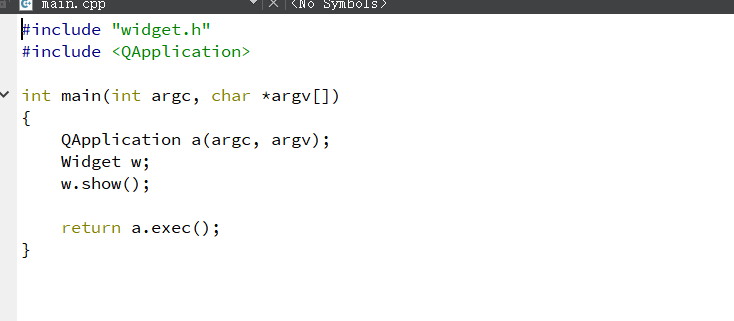 main.cpp <No Symbols>
#include "widget.h"
#include <QApplication>
int main(int argc, char *argv[])
{
    QApplication a(argc, argv);
    Widget w;
    w.show();
    return a.exec();
}